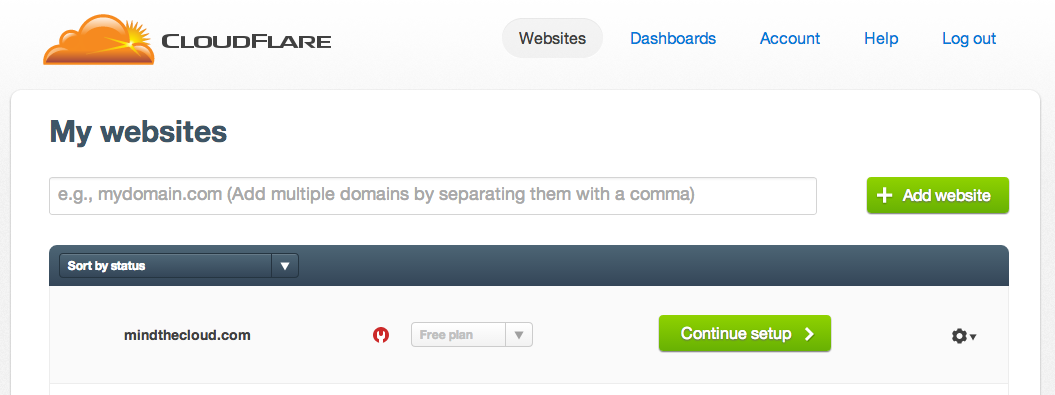 CLOUDFLARE
Websites Dashboards Account Help Log out
My websites
e.g., mydomain.com (Add multiple domains by separating them with a comma)
Add website
Sort by status
mindthecloud.com Free plan Continue setup